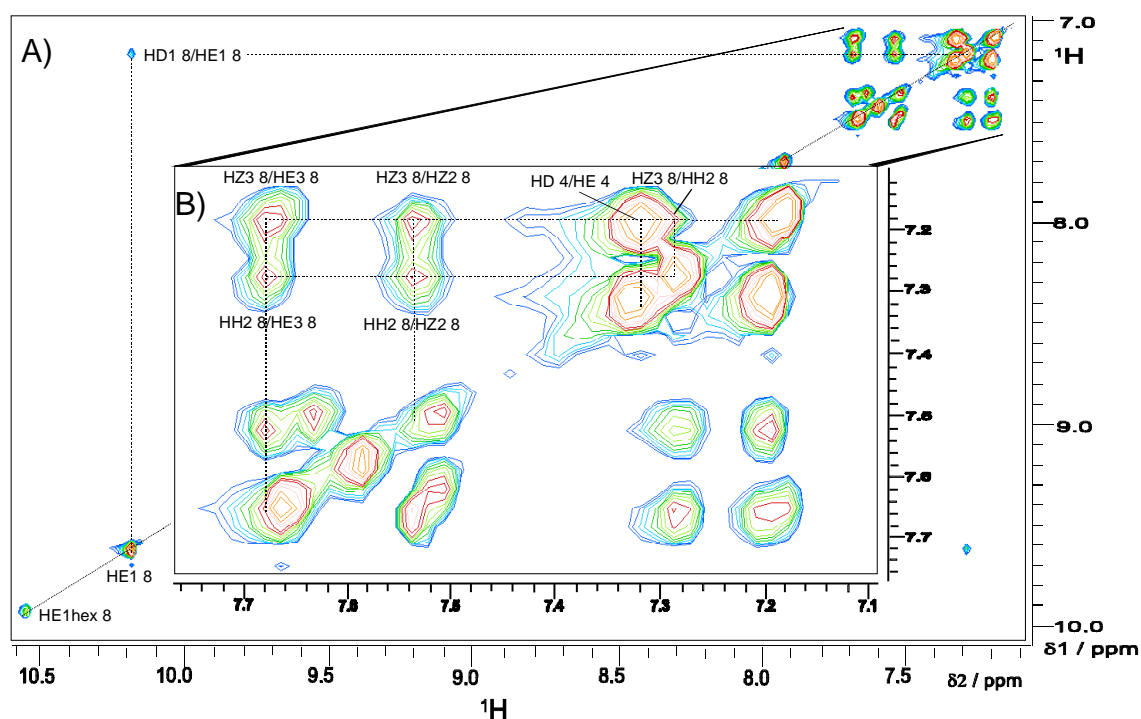 A)
HD1 8/HE1 8
7.0
¹H
HZ3 8/HE3 8
HZ3 8/HZ2 8
HD 4/HE 4
HZ3 8/HH2 8
B)
7.2
8.0
7.3
HH2 8/HE3 8
HH2 8/HZ2 8
7.4
7.5
9.0
7.6
7.7
HE1 8
7.7
7.6
7.5
7.3
7.2
7.1
HE1hex 8
10.0
δ1 / ppm
10.5
10.0
9.5
9.0
8.5
8.0
7.5
δ2 / ppm
¹H